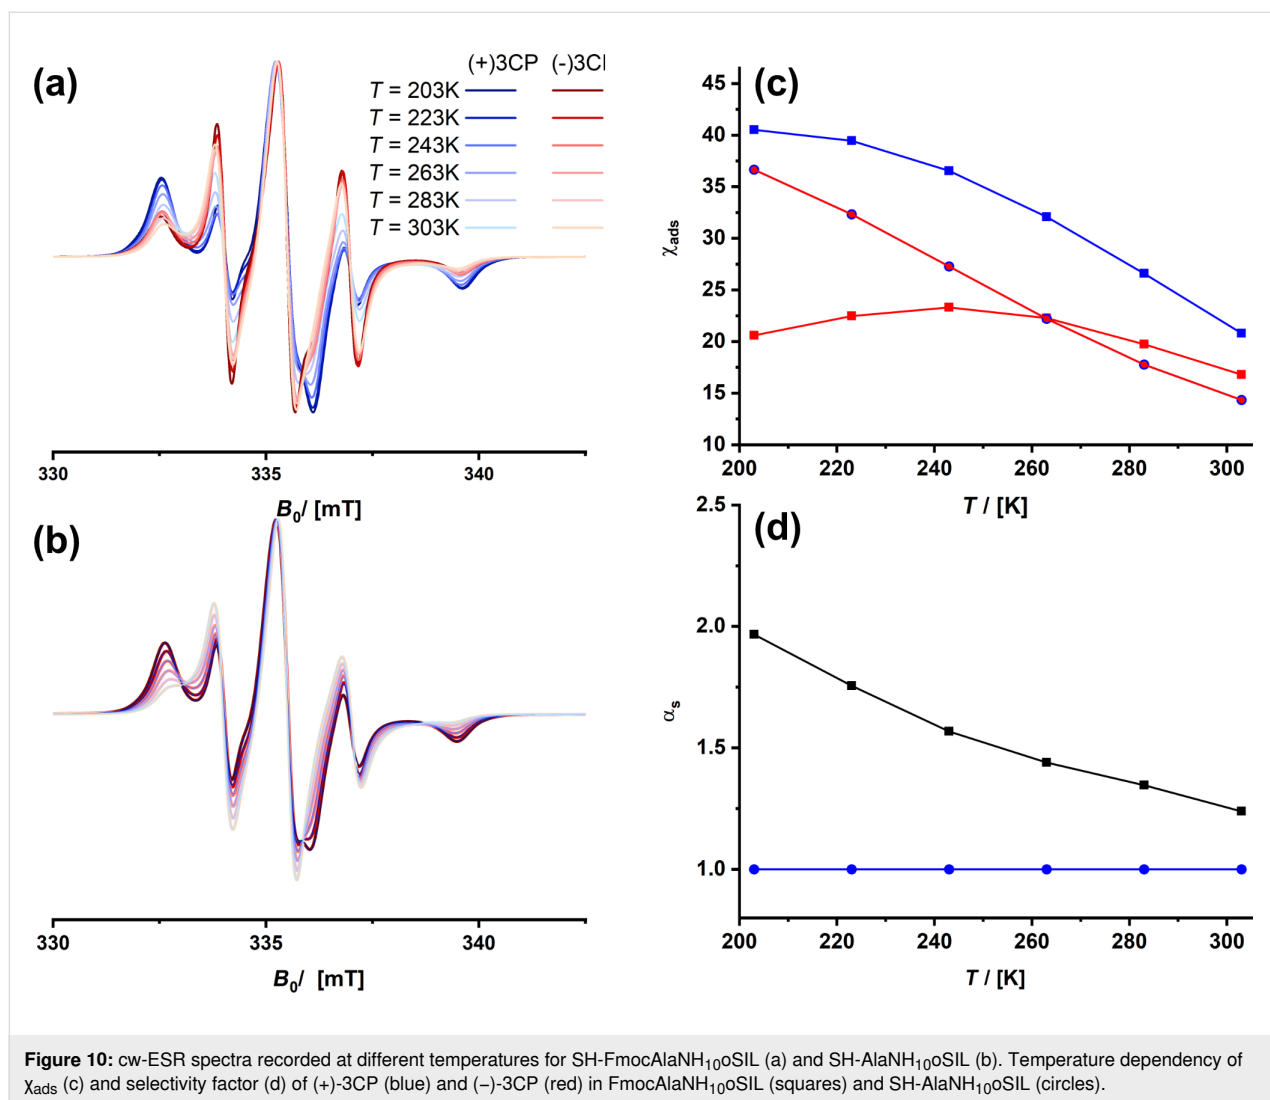 (a)
(+)3CP (-)3Cl
T = 203K
T = 223K
T = 243K
T = 263K
T = 283K
T = 303K
330 335 340
B0/ [mT]
(b)
330 335 340
B0/ [mT]
(c)
45
40
35
30
25
20
15
10
χads
200 220 240 260 280 300
T / [K]
(d)
2.5
2.0
1.5
1.0
αs
200 220 240 260 280 300
T / [K]
Figure 10: cw-ESR spectra recorded at different temperatures for SH-FmocAlaNH10oSIL (a) and SH-AlaNH10oSIL (b). Temperature dependency of
χads (c) and selectivity factor (d) of (+)-3CP (blue) and (−)-3CP (red) in FmocAlaNH10oSIL (squares) and SH-AlaNH10oSIL (circles).